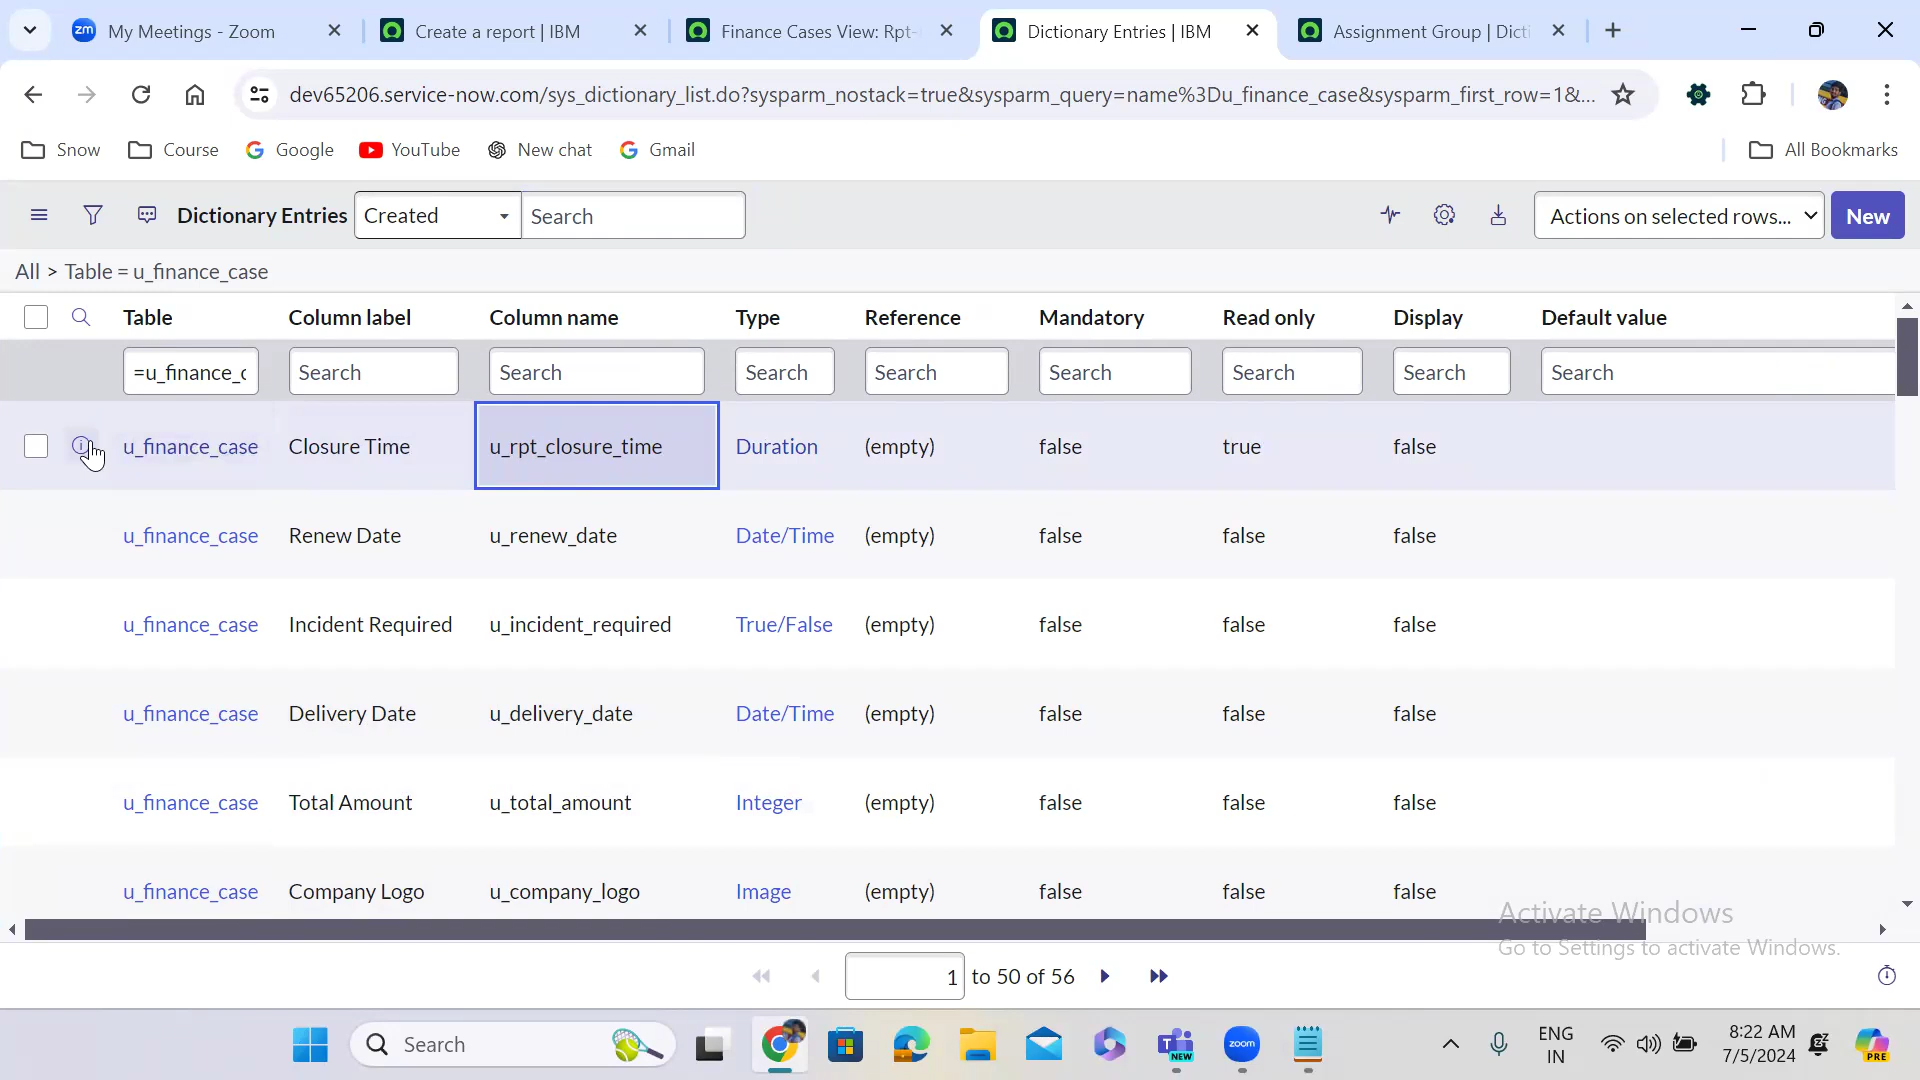 zm My Meetings - Zoom
Create a report | IBM
Finance Cases View: Rpt-
Dictionary Entries | IBM
Assignment Group | Dicti
dev65206.service-now.com/sys_dictionary_list.do?sysparm_nostack=true&sysparm_query=name%3Du_finance_case&sysparm_first_row=1&...
Snow Course Google YouTube New chat Gmail All Bookmarks
Dictionary Entries Created Search Actions on selected rows... New
All > Table = u_finance_case
Table Column label Column name Type Reference Mandatory Read only Display Default value
=u_finance_c Search Search Search Search Search Search Search Search
u_finance_case Closure Time u_rpt_closure_time Duration (empty) false true false
u_finance_case Renew Date u_renew_date Date/Time (empty) false false false
u_finance_case Incident Required u_incident_required True/False (empty) false false false
u_finance_case Delivery Date u_delivery_date Date/Time (empty) false false false
u_finance_case Total Amount u_total_amount Integer (empty) false false false
u_finance_case Company Logo u_company_logo Image (empty) false false false
Activate Windows
Go to Settings to activate Windows.
1 to 50 of 56
Search
NEW
zoom
ENG
IN
8:22 AM
7/5/2024
PRE